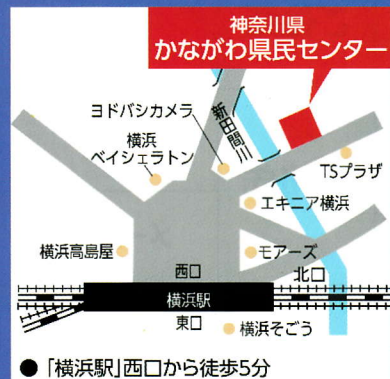 神奈川県
かながわ県民センター
ヨドバシカメラ
新田間川
横浜
ベイシェラトン
TSプラザ
エキニア横浜
横浜高島屋
西口
モアーズ
北口
横浜駅
東口
横浜そごう
●「横浜駅」西口から徒歩5分